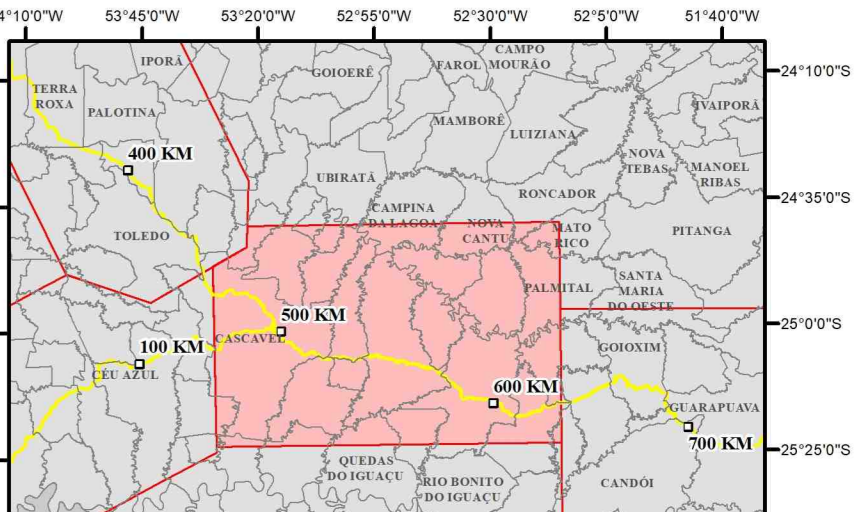 4°10'0"W 53°45'0"W 53°20'0"W 52°55'0"W 52°30'0"W 52°5'0"W 51°40'0"W
24°10'0"S
24°35'0"S
25°0'0"S
25°25'0"S
IPORÃ
GOIOERÊ
FAROL
CAMPO
MOURÃO
TERRA
ROXA
PALOTINA
IVAIPORÃ
MAMBORÊ
LUIZIANA
400 KM
NOVA
TEBAS
MANOEL
RIBAS
UBIRATÃ
RONCADOR
CAMPINA
DA LAGOA
NOVA
CANTU
MATO
RICO
PITANGA
TOLEDO
PALMITAL
SANTA
MARIA
DO OESTE
500 KM
CASCAVEL
100 KM
CÉU AZUL
GOIOXIM
600 KM
GUARAPUAVA
700 KM
QUEDAS
DO IGUAÇU
RIO BONITO
DO IGUAÇU
CANDÓI